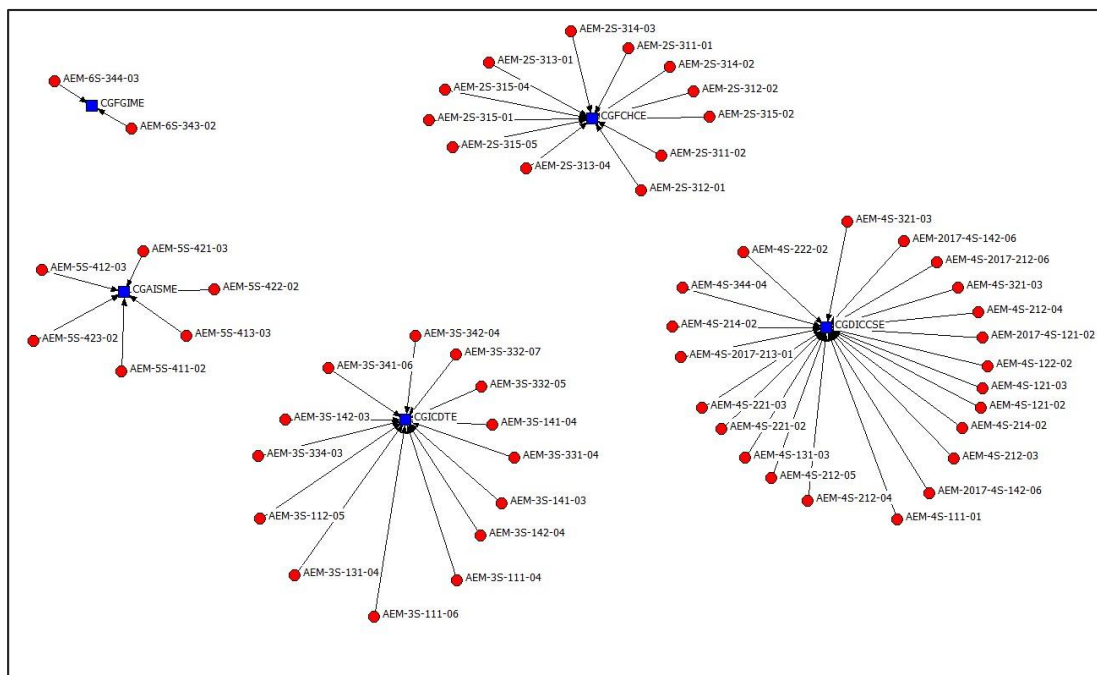 AEM-6S-344-03
CGFGIME
AEM-6S-343-02
AEM-2S-314-03
AEM-2S-311-01
AEM-2S-313-01
AEM-2S-314-02
AEM-2S-315-04
AEM-2S-312-02
AEM-2S-315-01
CGFCHCE
AEM-2S-315-02
AEM-2S-315-05
AEM-2S-311-02
AEM-2S-313-04
AEM-2S-312-01
AEM-5S-421-03
AEM-5S-412-03
CGAISME
AEM-5S-422-02
AEM-5S-423-02
AEM-5S-413-03
AEM-5S-411-02
AEM-3S-342-04
AEM-3S-332-07
AEM-3S-341-06
AEM-3S-332-05
AEM-3S-142-03
CGICDTE
AEM-3S-141-04
AEM-3S-334-03
AEM-3S-331-04
AEM-3S-141-03
AEM-3S-112-05
AEM-3S-142-04
AEM-3S-131-04
AEM-3S-111-04
AEM-3S-111-06
AEM-4S-321-03
AEM-2017-4S-142-06
AEM-4S-222-02
AEM-4S-2017-212-06
AEM-4S-344-04
AEM-4S-321-03
AEM-4S-212-04
AEM-4S-214-02
CGDICCSE
AEM-2017-4S-121-02
AEM-4S-2017-213-01
AEM-4S-122-02
AEM-4S-121-03
AEM-4S-221-03
AEM-4S-121-02
AEM-4S-221-02
AEM-4S-214-02
AEM-4S-131-03
AEM-4S-212-03
AEM-4S-212-05
AEM-2017-4S-142-06
AEM-4S-212-04
AEM-4S-111-01